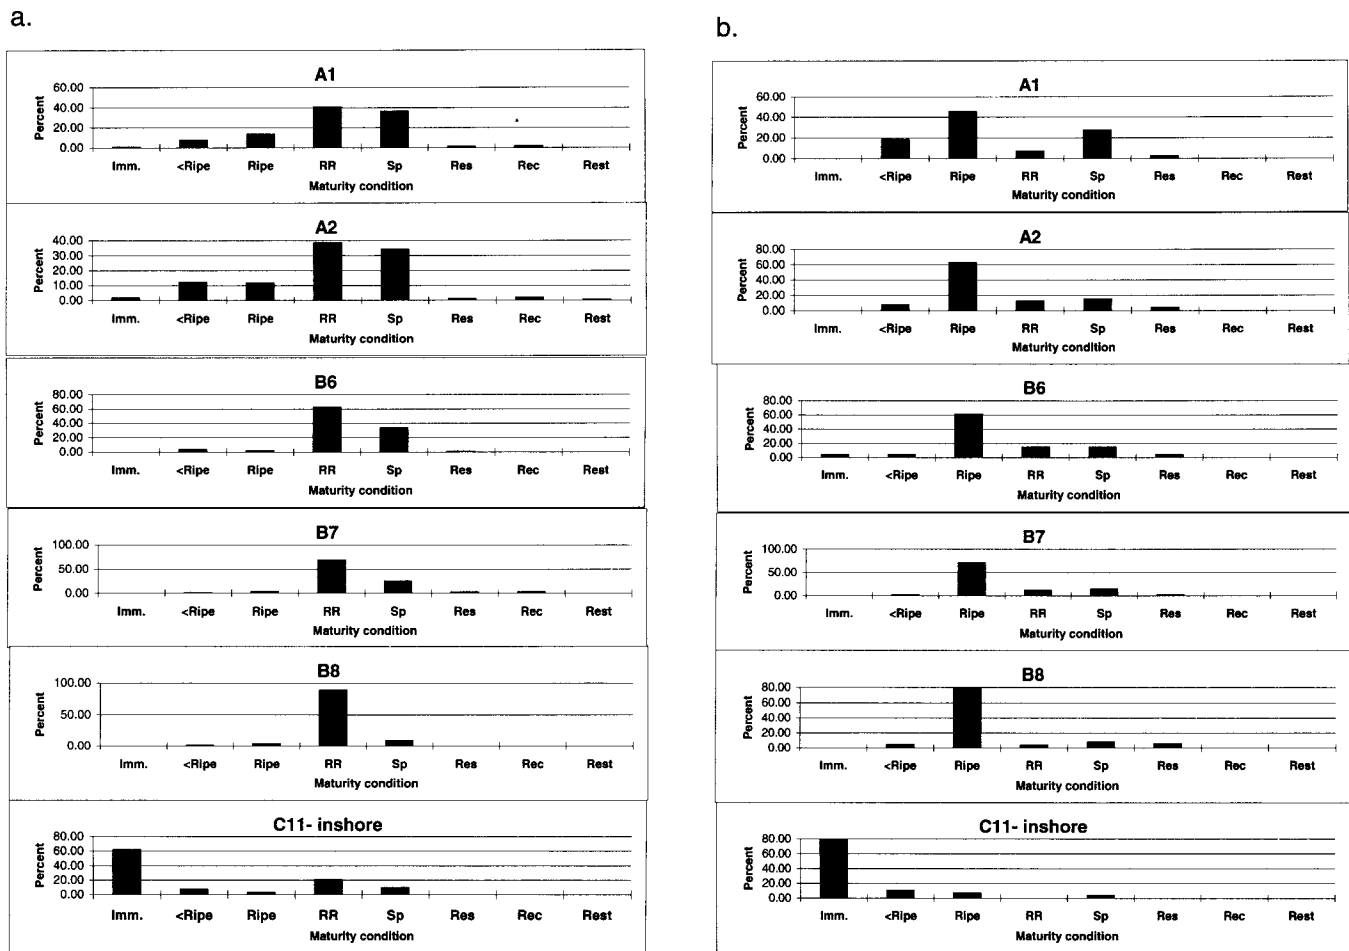 a.
A1
Percent
60.00
40.00
20.00
0.00
Imm. <Ripe Ripe RR Sp Res Rec Rest
Maturity condition
A2
Percent
40.00
30.00
20.00
10.00
0.00
Imm. <Ripe Ripe RR Sp Res Rec Rest
Maturity condition
B6
Percent
80.00
60.00
40.00
20.00
0.00
Imm. <Ripe Ripe RR Sp Res Rec Rest
Maturity condition
B7
Percent
100.00
50.00
0.00
Imm. <Ripe Ripe RR Sp Res Rec Rest
Maturity condition
B8
Percent
100.00
50.00
0.00
Imm. <Ripe Ripe RR Sp Res Rec Rest
Maturity condition
C11- inshore
Percent
80.00
60.00
40.00
20.00
0.00
Imm. <Ripe Ripe RR Sp Res Rec Rest
Maturity condition
b.
A1
Percent
60.00
40.00
20.00
0.00
Imm. <Ripe Ripe RR Sp Res Rec Rest
Maturity condition
A2
Percent
80.00
60.00
40.00
20.00
0.00
Imm. <Ripe Ripe RR Sp Res Rec Rest
Maturity condition
B6
Percent
80.00
60.00
40.00
20.00
0.00
Imm. <Ripe Ripe RR Sp Res Rec Rest
Maturity condition
B7
Percent
100.00
50.00
0.00
Imm. <Ripe Ripe RR Sp Res Rec Rest
Maturity condition
B8
Percent
80.00
60.00
40.00
20.00
0.00
Imm. <Ripe Ripe RR Sp Res Rec Rest
Maturity condition
C11- inshore
Percent
80.00
60.00
40.00
20.00
0.00
Imm. <Ripe Ripe RR Sp Res Rec Rest
Maturity condition